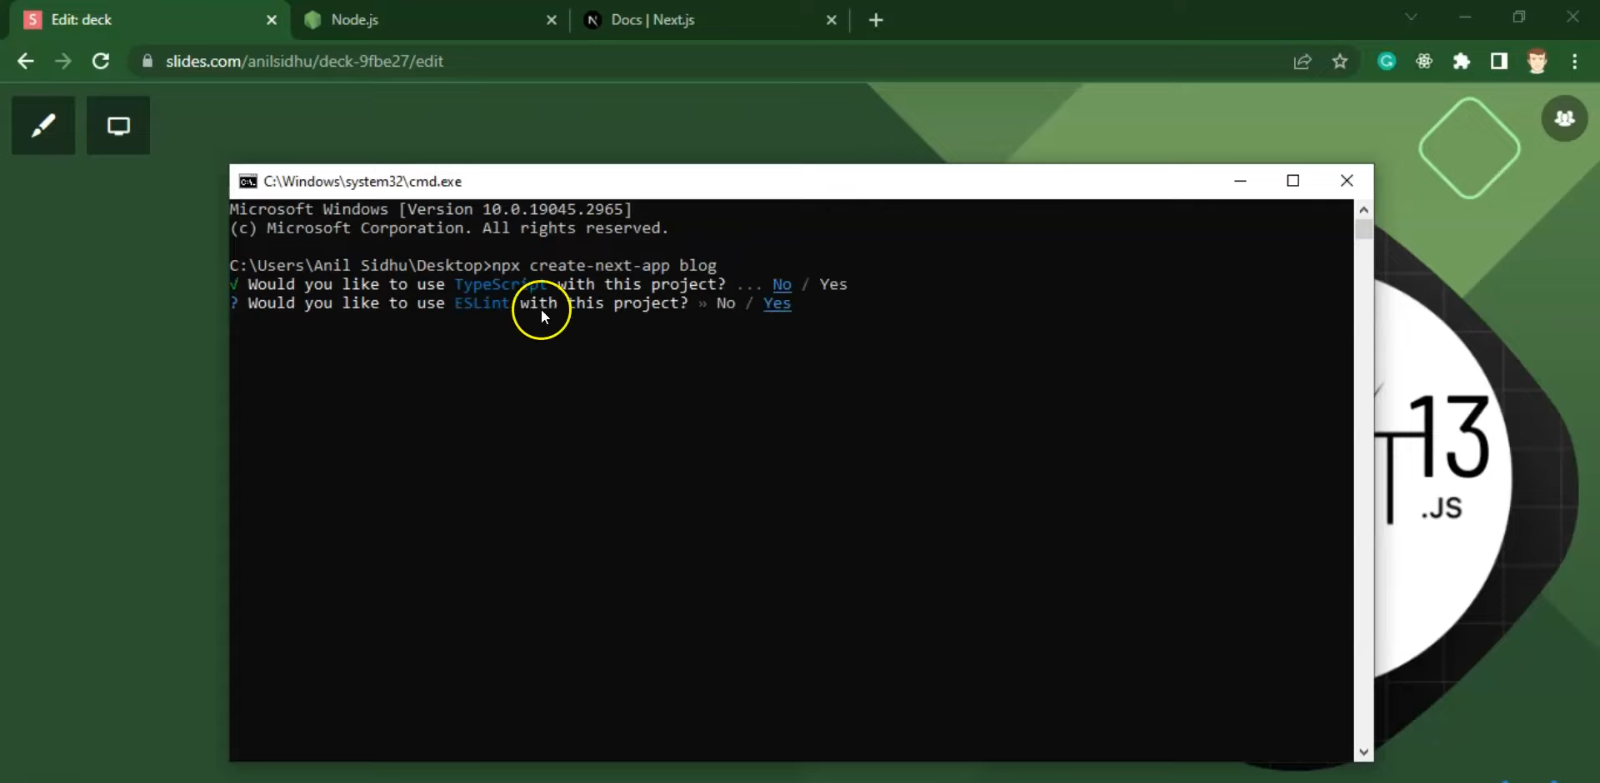 S Edit: deck
Node.js
N Docs | Next.js
slides.com/anilsidhu/deck-9fbe27/edit
C:\Windows\system32\cmd.exe
Microsoft Windows [Version 10.0.19045.2965]
(c) Microsoft Corporation. All rights reserved.
C:\Users\Anil Sidhu\Desktop>npx create-next-app blog
√ Would you like to use TypeScript with this project? ... No / Yes
? Would you like to use ESLint with this project? » No / Yes
13
.JS